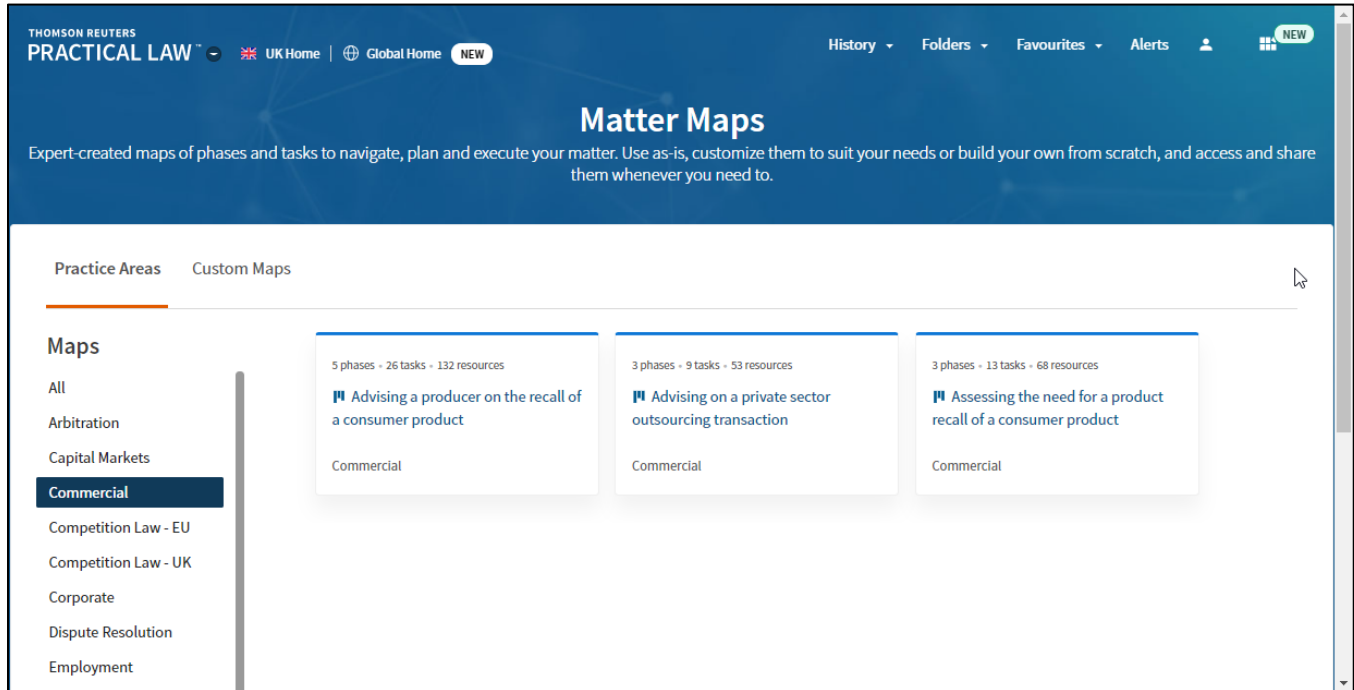 THOMSON REUTERS
PRACTICAL LAW™
UK Home | Global Home NEW
History Folders Favourites Alerts NEW
Matter Maps
Expert-created maps of phases and tasks to navigate, plan and execute your matter. Use as-is, customize them to suit your needs or build your own from scratch, and access and share
them whenever you need to.
Practice Areas Custom Maps
Maps
All
Arbitration
Capital Markets
Commercial
Competition Law - EU
Competition Law - UK
Corporate
Dispute Resolution
Employment
5 phases • 26 tasks • 132 resources
Advising a producer on the recall of
a consumer product
Commercial
3 phases • 9 tasks • 53 resources
Advising on a private sector
outsourcing transaction
Commercial
3 phases • 13 tasks • 68 resources
Assessing the need for a product
recall of a consumer product
Commercial